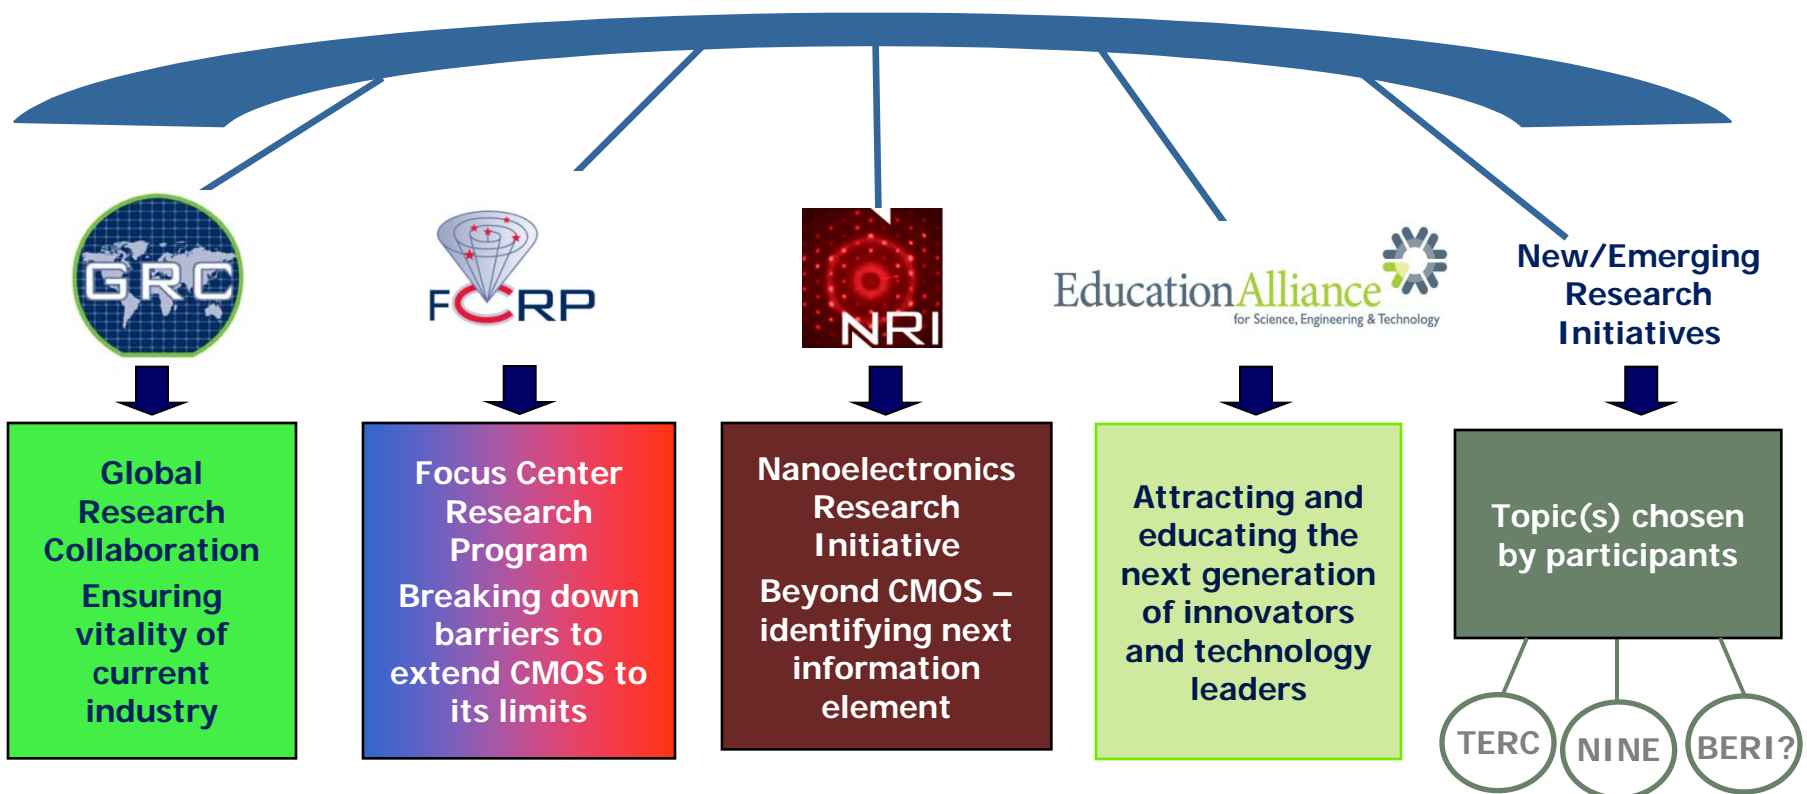 GRC
FCRP
NRI
EducationAlliance
for Science, Engineering & Technology
New/Emerging
Research
Initiatives
Global
Research
Collaboration
Ensuring
vitality of
current
industry
Focus Center
Research
Program
Breaking down
barriers to
extend CMOS to
its limits
Nanoelectronics
Research
Initiative
Beyond CMOS –
identifying next
information
element
Attracting and
educating the
next generation
of innovators
and technology
leaders
Topic(s) chosen
by participants
TERC
NINE
BERI?